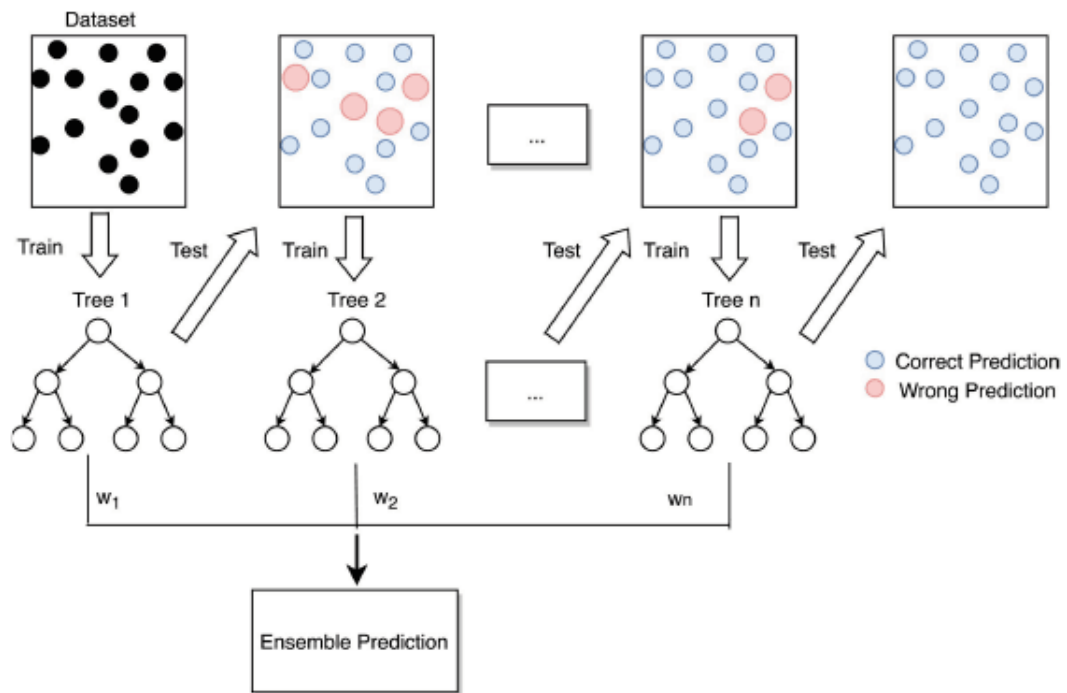 Dataset
...
Train
Test
Train
Test
Train
Test
Tree 1
Tree 2
Tree n
...
Correct Prediction
Wrong Prediction
w1
w2
wn
Ensemble Prediction